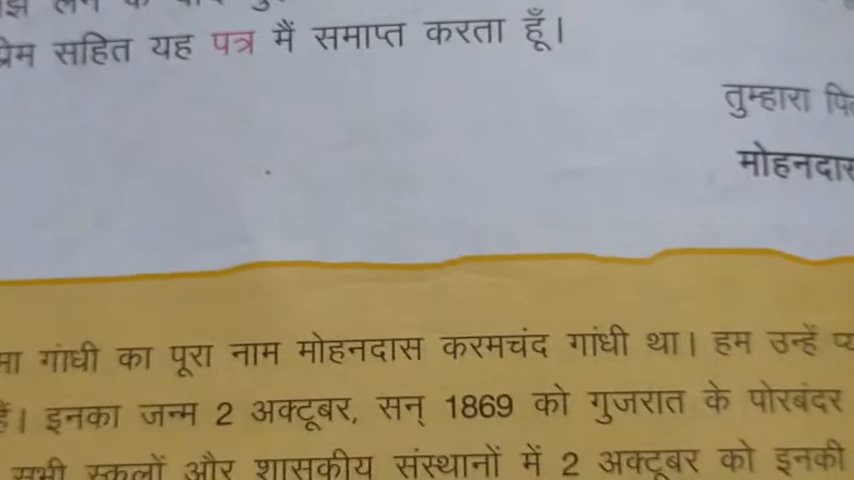 सहित यह पत्र मैं समाप्त करता हूँ।
तुम्हारा
मोहनदास
गांधी का पूरा नाम मोहनदास करमचंद गांधी था। हम उन्हें
हैं। इनका जन्म 2 अक्टूबर, सन् 1869 को गुजरात के पोरबंदर
सभी स्कूलों और शासकीय संस्थानों में 2 अक्टूबर को इनकी